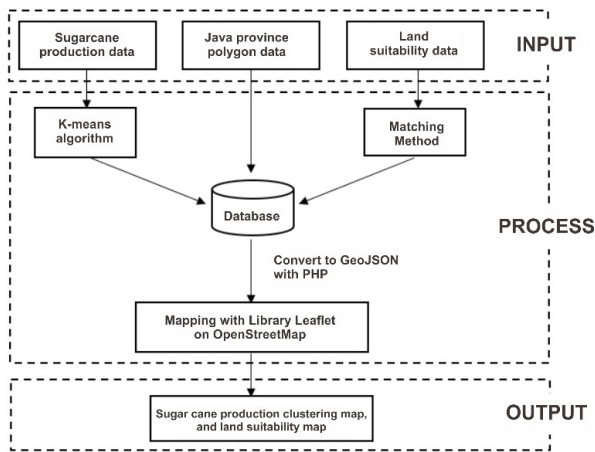 Sugarcane
production data
Java province
polygon data
Land
suitability data
INPUT
K-means
algorithm
Matching
Method
Database
PROCESS
Convert to GeoJSON
with PHP
Mapping with Library Leaflet
on OpenStreetMap
OUTPUT
Sugar cane production clustering map,
and land suitability map